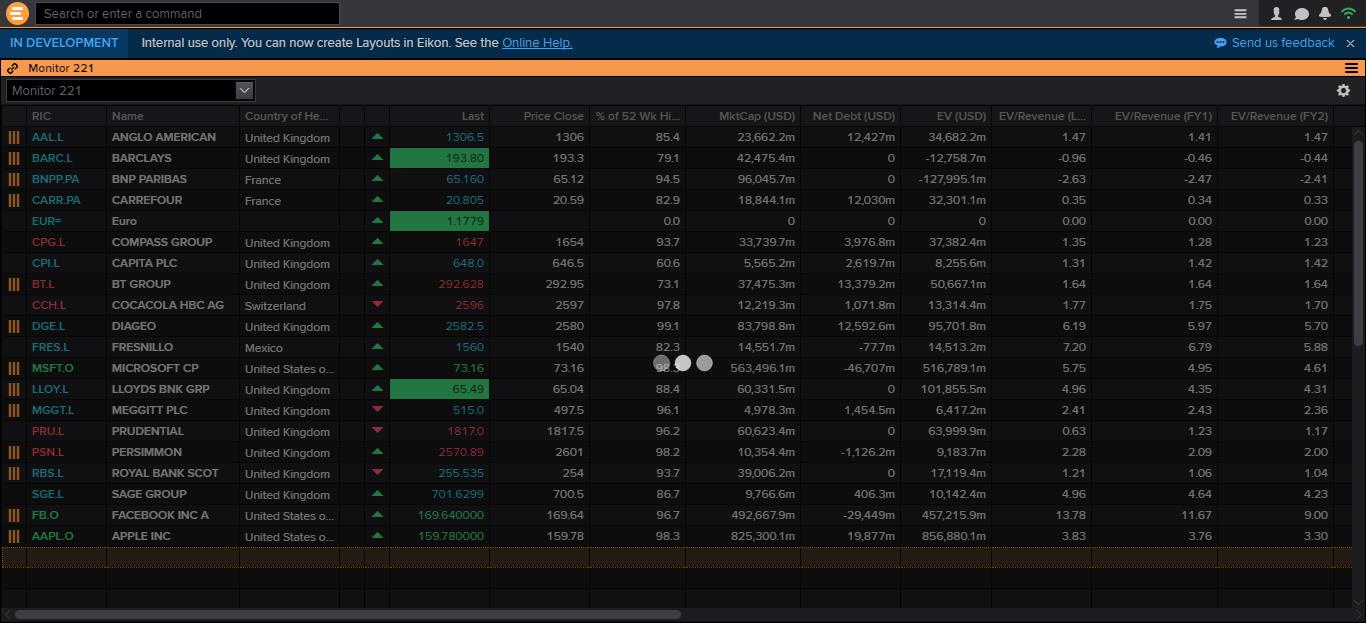 Search or enter a command
IN DEVELOPMENT Internal use only. You can now create Layouts in Eikon. See the Online Help. Send us feedback
Monitor 221
Monitor 221
RIC Name Country of He... Last Price Close % of 52 Wk Hi... MktCap (USD) Net Debt (USD) EV (USD) EV/Revenue (L... EV/Revenue (FY1) EV/Revenue (FY2)
AAL.L ANGLO AMERICAN United Kingdom 1306.5 1306 85.4 23,662.2m 12,427m 34,682.2m 1.47 1.41 1.47
BARC.L BARCLAYS United Kingdom 193.80 193.3 79.1 42,475.4m 0 -12,758.7m -0.96 -0.46 -0.44
BNPP.PA BNP PARIBAS France 65.160 65.12 94.5 96,045.7m 0 -127,995.1m -2.63 -2.47 -2.41
CARR.PA CARREFOUR France 20.805 20.59 82.9 18,844.1m 12,030m 32,301.1m 0.35 0.34 0.33
EUR= Euro 1.1779 0.0 0 0 0 0.00 0.00 0.00
CPG.L COMPASS GROUP United Kingdom 1647 1654 93.7 33,739.7m 3,976.8m 37,382.4m 1.35 1.28 1.23
CPI.L CAPITA PLC United Kingdom 648.0 646.5 60.6 5,565.2m 2,619.7m 8,255.6m 1.31 1.42 1.42
BT.L BT GROUP United Kingdom 292.628 292.95 73.1 37,475.3m 13,379.2m 50,667.1m 1.64 1.64 1.64
CCH.L COCACOLA HBC AG Switzerland 2596 2597 97.8 12,219.3m 1,071.8m 13,314.4m 1.77 1.75 1.70
DGE.L DIAGEO United Kingdom 2582.5 2580 99.1 83,798.8m 12,592.6m 95,701.8m 6.19 5.97 5.70
FRES.L FRESNILLO Mexico 1560 1540 82.3 14,551.7m -77.7m 14,513.2m 7.20 6.79 5.88
MSFT.O MICROSOFT CP United States o... 73.16 73.16 563,496.1m -46,707m 516,789.1m 5.75 4.95 4.61
LLOY.L LLOYDS BNK GRP United Kingdom 65.49 65.04 88.4 60,331.5m 0 101,855.5m 4.96 4.35 4.31
MGGT.L MEGGITT PLC United Kingdom 515.0 497.5 96.1 4,978.3m 1,454.5m 6,417.2m 2.41 2.43 2.36
PRU.L PRUDENTIAL United Kingdom 1817.0 1817.5 96.2 60,623.4m 0 63,999.9m 0.63 1.23 1.17
PSN.L PERSIMMON United Kingdom 2570.89 2601 98.2 10,354.4m -1,126.2m 9,183.7m 2.28 2.09 2.00
RBS.L ROYAL BANK SCOT United Kingdom 255.535 254 93.7 39,006.2m 0 17,119.4m 1.21 1.06 1.04
SGE.L SAGE GROUP United Kingdom 701.6299 700.5 86.7 9,766.6m 406.3m 10,142.4m 4.96 4.64 4.23
FB.O FACEBOOK INC A United States o... 169.640000 169.64 96.7 492,667.9m -29,449m 457,215.9m 13.78 11.67 9.00
AAPL.O APPLE INC United States o... 159.780000 159.78 98.3 825,300.1m 19,877m 856,880.1m 3.83 3.76 3.30